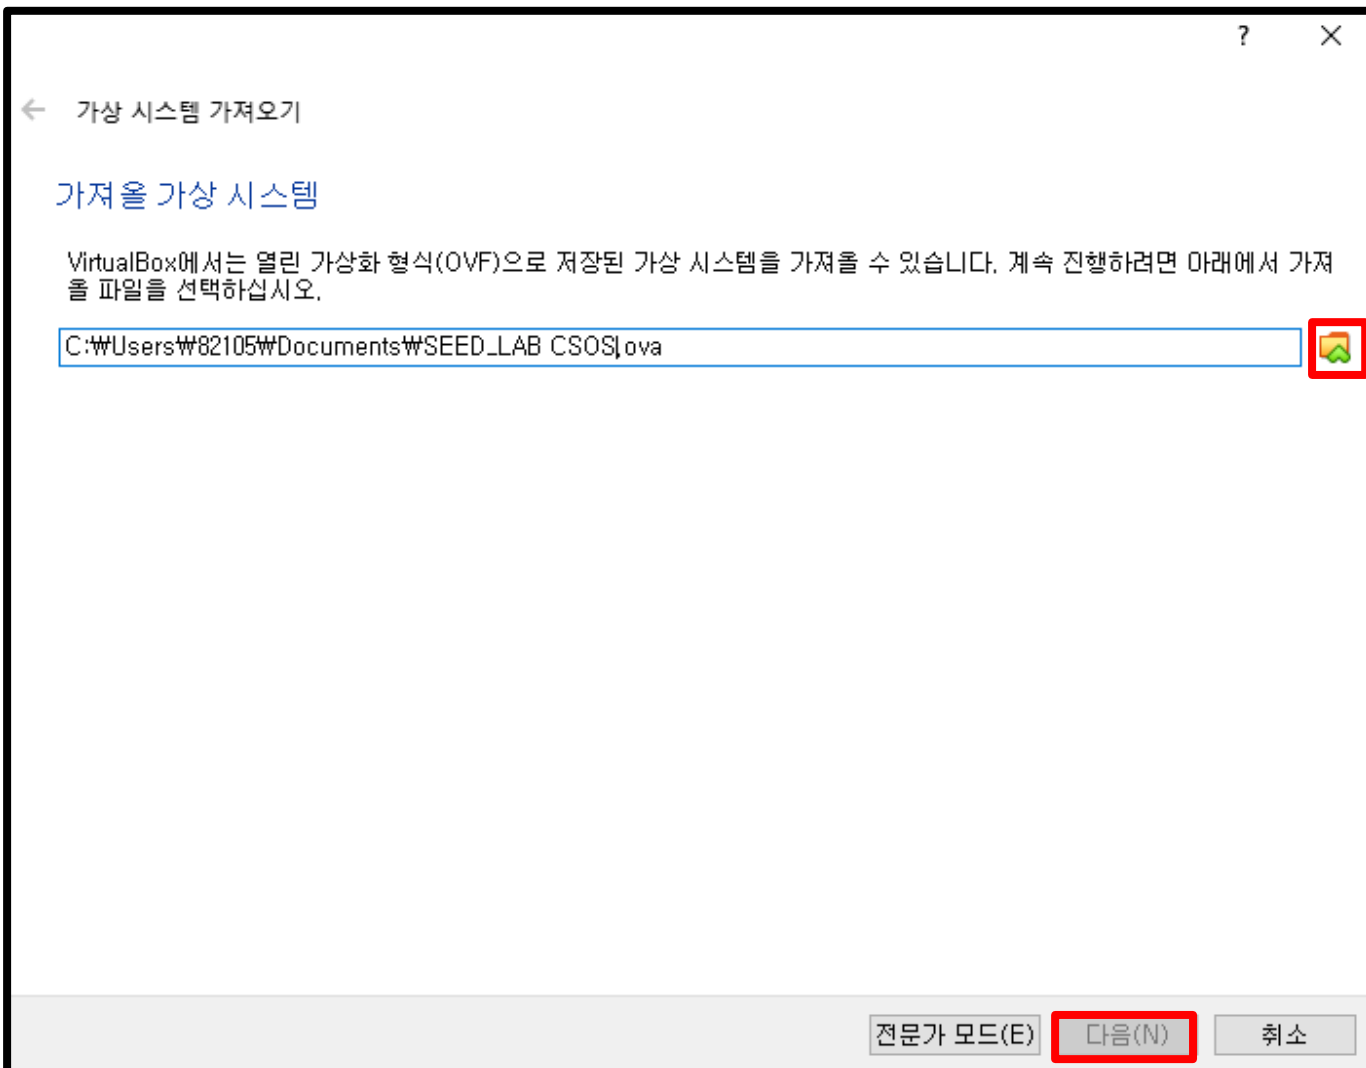 ?
가상 시스템 가져오기
가져올 가상 시스템
VirtualBox에서는 열린 가상화 형식(OVF)으로 저장된 가상 시스템을 가져올 수 있습니다. 계속 진행하려면 아래에서 가져
올 파일을 선택하십시오.
C:₩Users₩82105₩Documents₩SEED_LAB CSOS.ova
전문가 모드(E) 다음(N) 취소